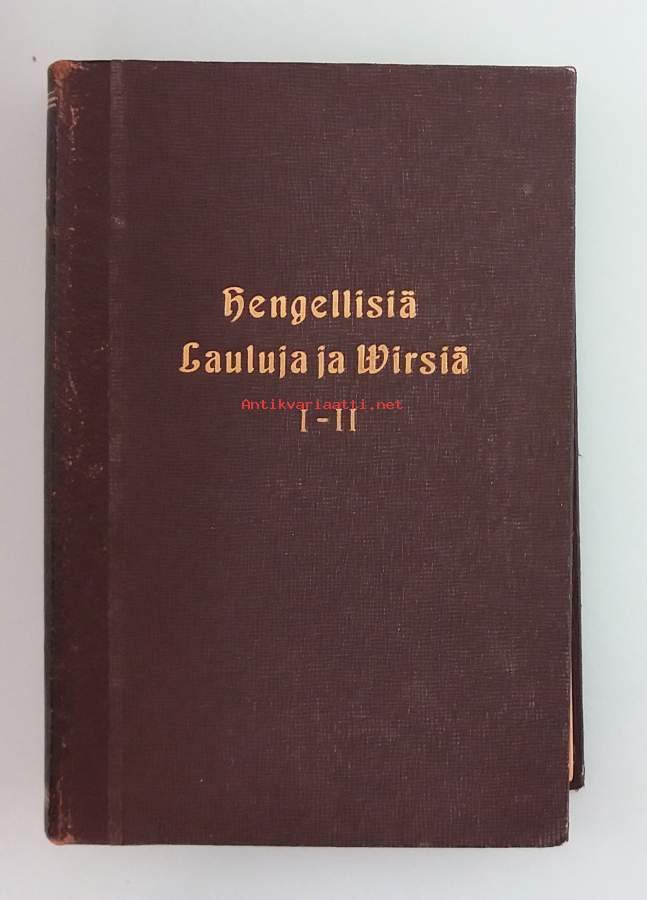 Hengellisiä
Lauluja ja Wirsiä
Antikvariaatti.net
I-II